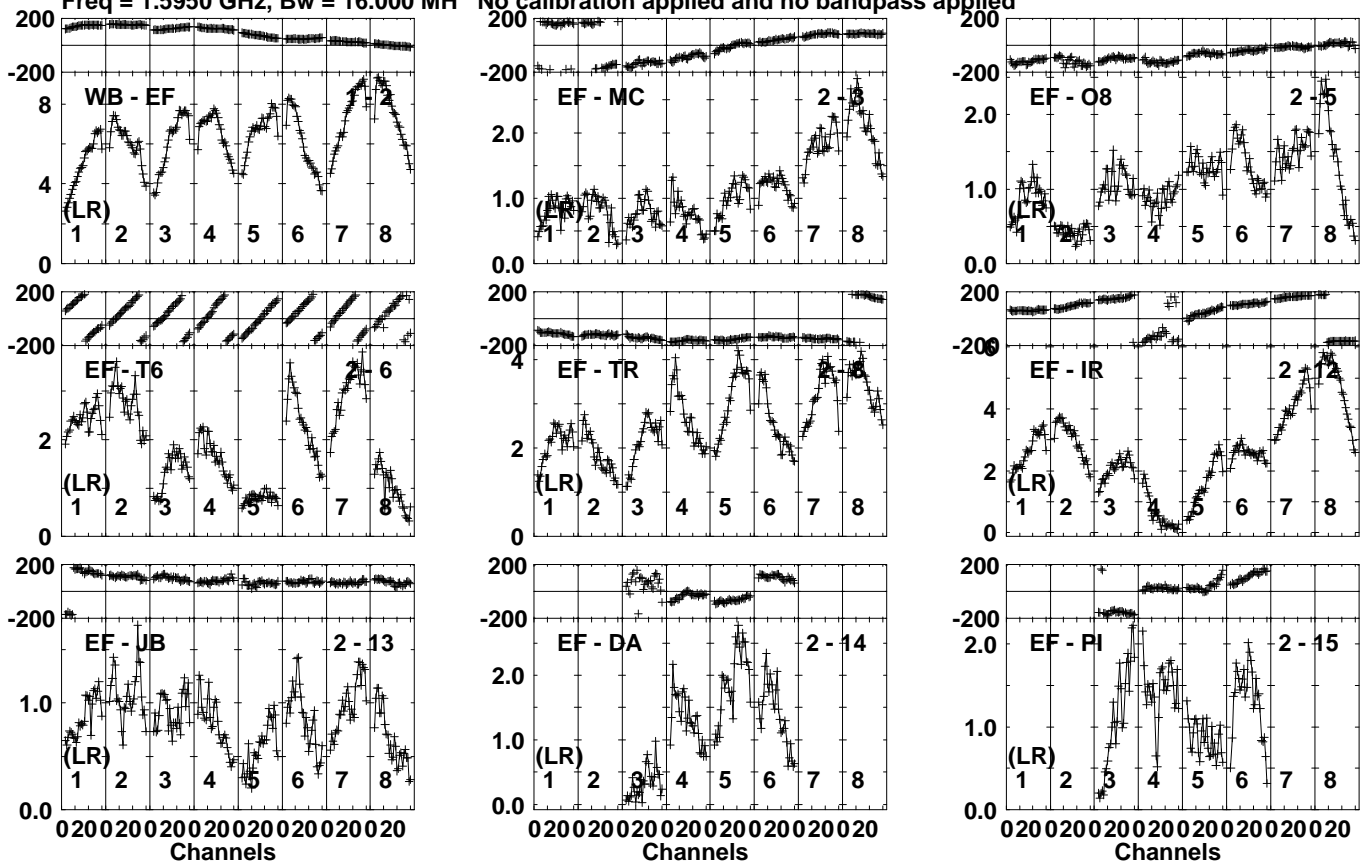 Freq = 1.5950 GHz, Bw = 16.000 MH No calibration applied and no bandpass applied
200 200 200
-200 -200 -200
WB - EF 1 - 2 EF - MC 2 - 3 EF - O8 2 - 5
8 2.0 2.0
4 1.0 1.0
(LR) (LR) (LR)
1 2 3 4 5 6 7 8 1 2 3 4 5 6 7 8 1 2 3 4 5 6 7 8
0 0.0 0.0
200 200 200
-200 -200 -200
4 6
EF - T6 2 - 6 EF - TR 2 - 8 EF - IR 2 - 12
4
2 2 2
(LR) (LR) (LR)
1 2 3 4 5 6 7 8 1 2 3 4 5 6 7 8 1 2 3 4 5 6 7 8
0 0 0
200 200 200
-200 -200 -200
EF - JB 2 - 13 EF - DA 2 - 14 EF - PI 2 - 15
2.0 2.0
1.0 1.0 1.0
(LR) (LR) (LR)
1 2 3 4 5 6 7 8 1 2 3 4 5 6 7 8 1 2 3 4 5 6 7 8
0.0 0.0 0.0
0 20 0 20 0 20 0 20 0 20 0 20 0 20 0 20 0 20 0 20 0 20 0 20 0 20 0 20 0 20 0 20 0 20 0 20 0 20 0 20 0 20 0 20 0 20 0 20
Channels Channels Channels